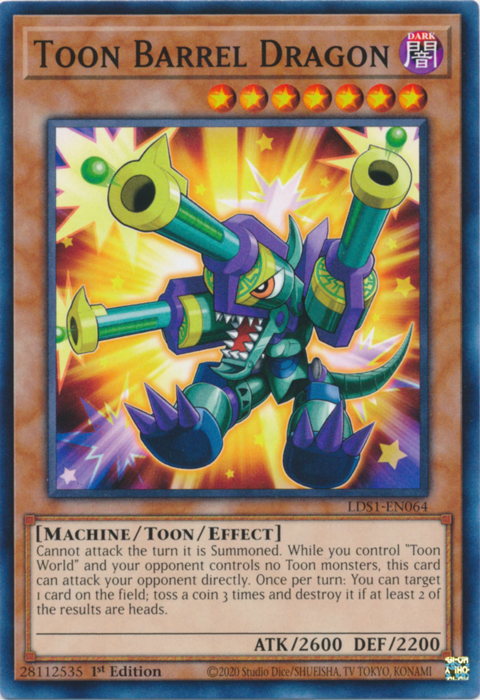 TOON BARREL DRAGON
DARK
闇
LDS1-EN064
[MACHINE/TOON/EFFECT]
Cannot attack the turn it is Summoned. While you control "Toon
World" and your opponent controls no Toon monsters, this card
can attack your opponent directly. Once per turn: You can target
1 card on the field; toss a coin 3 times and destroy it if at least 2 of
the results are heads.
ATK/2600 DEF/2200
28112535 1st Edition ©2020 Studio Dice/SHUEISHA, TV TOKYO, KONAMI